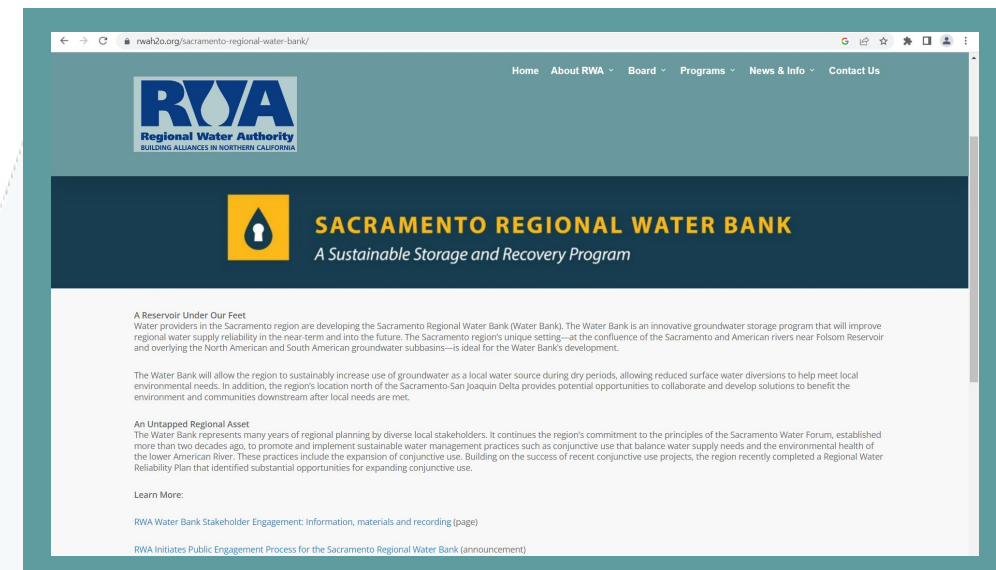 rwah2o.org/sacramento-regional-water-bank/
Home About RWA Board Programs News & Info Contact Us
RWA
Regional Water Authority
BUILDING ALLIANCES IN NORTHERN CALIFORNIA
SACRAMENTO REGIONAL WATER BANK
A Sustainable Storage and Recovery Program
A Reservoir Under Our Feet
Water providers in the Sacramento region are developing the Sacramento Regional Water Bank (Water Bank). The Water Bank is an innovative groundwater storage program that will improve
regional water supply reliability in the near-term and into the future. The Sacramento region's unique setting—at the confluence of the Sacramento and American rivers near Folsom Reservoir
and overlying the North American and South American groundwater subbasins—is ideal for the Water Bank's development.
The Water Bank will allow the region to sustainably increase use of groundwater as a local water source during dry periods, allowing reduced surface water diversions to help meet local
environmental needs. In addition, the region's location north of the Sacramento-San Joaquin Delta provides potential opportunities to collaborate and develop solutions to benefit the
environment and communities downstream after local needs are met.
An Untapped Regional Asset
The Water Bank represents many years of regional planning by diverse local stakeholders. It continues the region's commitment to the principles of the Sacramento Water Forum, established
more than two decades ago, to promote and implement sustainable water management practices such as conjunctive use that balance water supply needs and the environmental health of
the lower American River. These practices include the expansion of conjunctive use. Building on the success of recent conjunctive use projects, the region recently completed a Regional Water
Reliability Plan that identified substantial opportunities for expanding conjunctive use.
Learn More:
RWA Water Bank Stakeholder Engagement: Information, materials and recording (page)
RWA Initiates Public Engagement Process for the Sacramento Regional Water Bank (announcement)